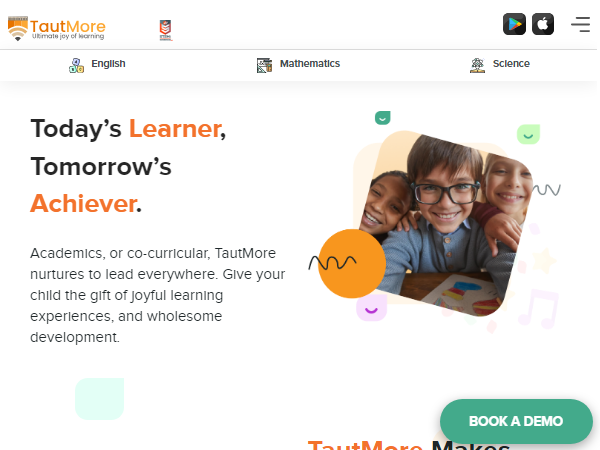 TautMore
Ultimate joy of learning
English
Mathematics
Science
Today’s Learner,
Tomorrow’s
Achiever.
Academics, or co-curricular, TautMore
nurtures to lead everywhere. Give your
child the gift of joyful learning
experiences, and wholesome
development.
BOOK A DEMO
TautMore Makes